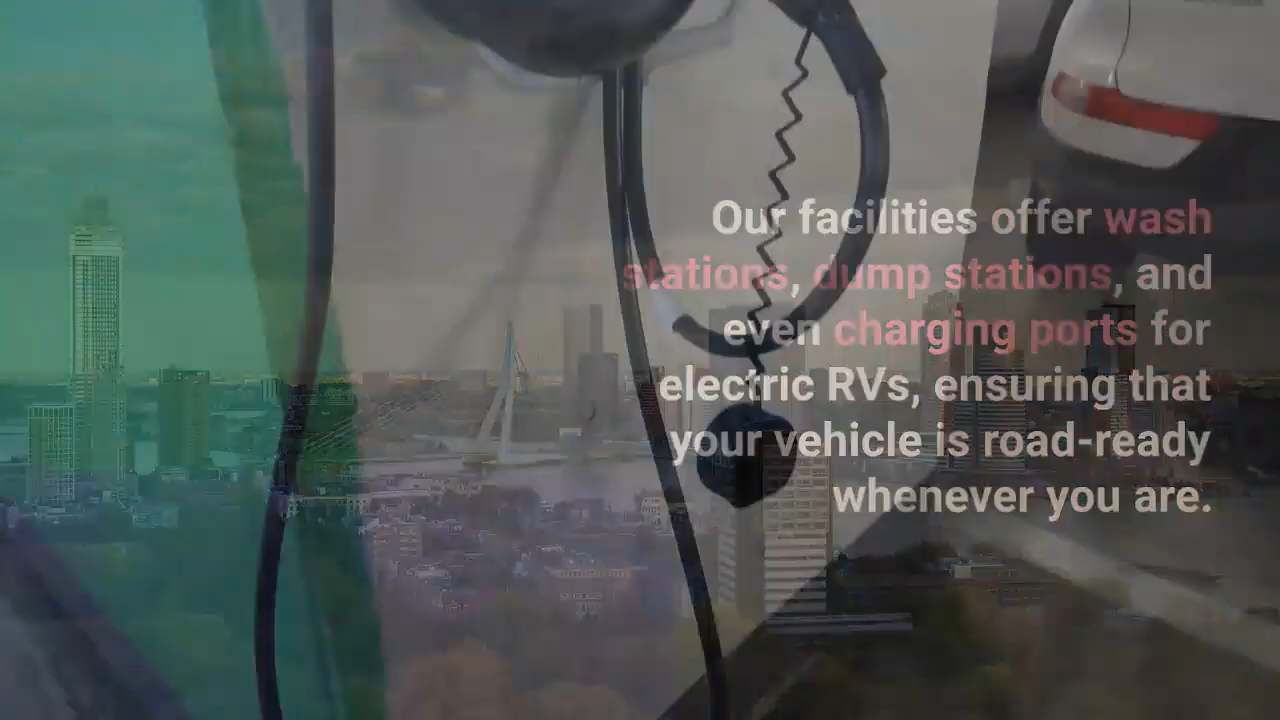 Our facilities offer wash
stations, dump stations, and
even charging ports for
electric RVs, ensuring that
your vehicle is road-ready
whenever you are.